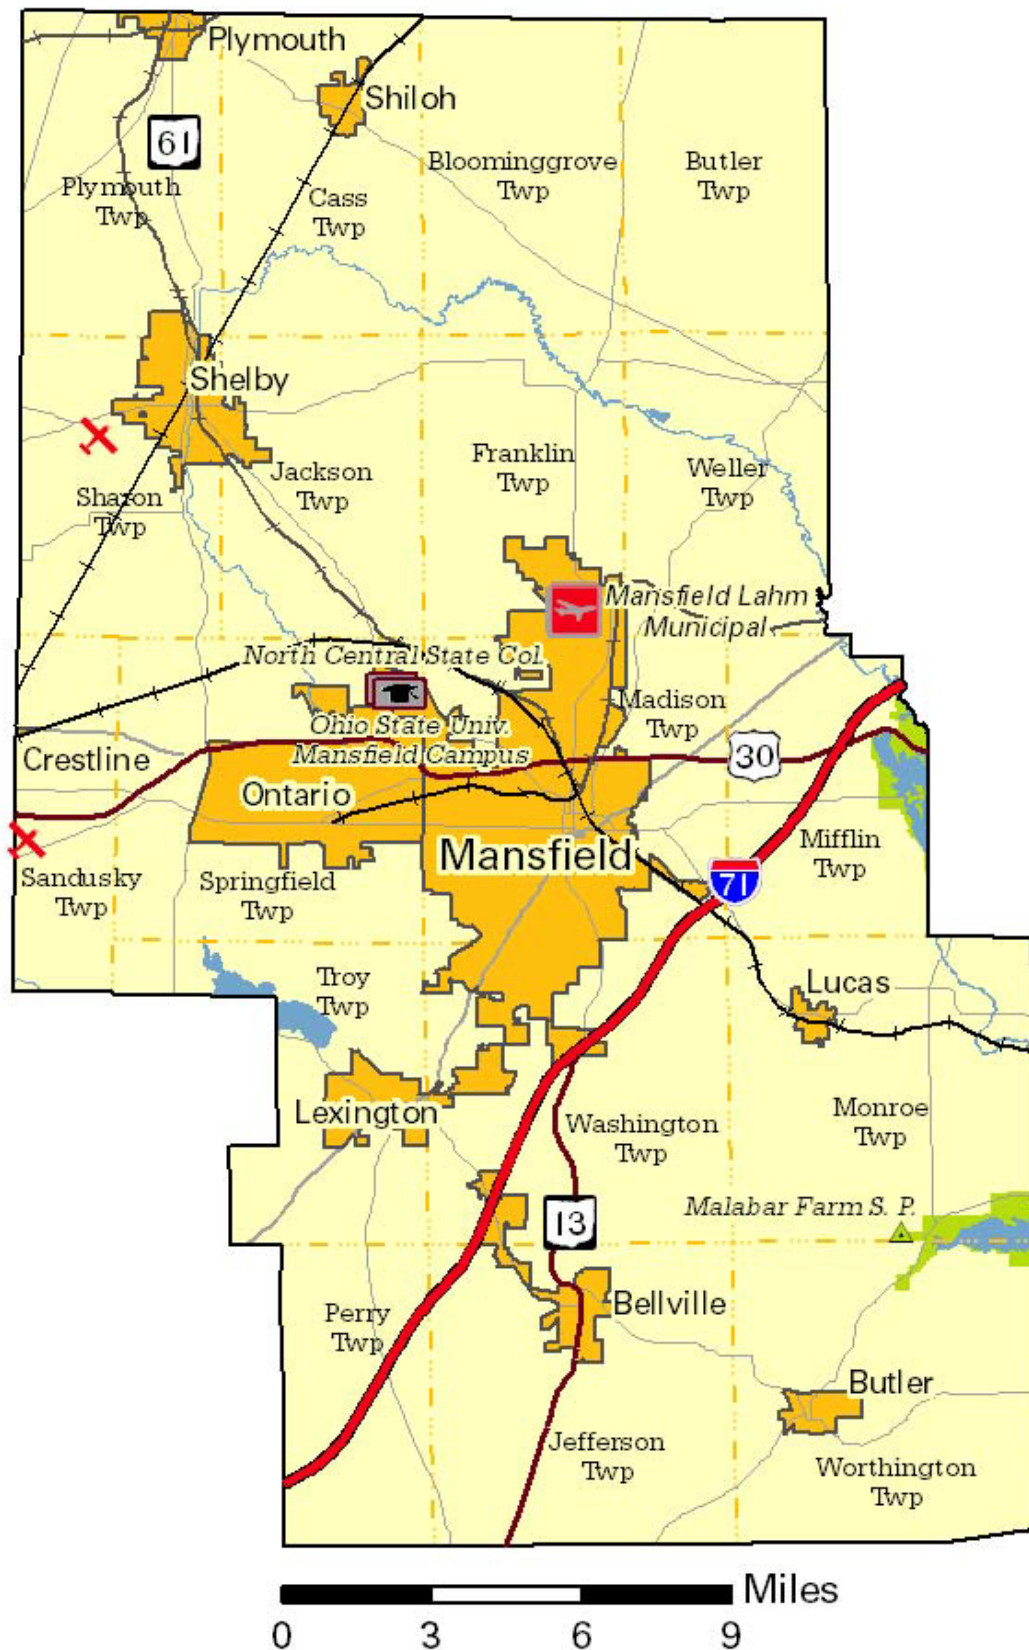 Plymouth
Shiloh
61
Bloominggrove
Twp
Butler
Twp
Plymouth
Twp
Cass
Twp
Shelby
Franklin
Twp
Jackson
Twp
Weller
Twp
Sharon
Twp
Mansfield Lahm
Municipal
North Central State Col.
Madison
Twp
Ohio State Univ.
Mansfield Campus
Crestline
30
Ontario
Mansfield
Mifflin
Twp
Sandusky
Twp
Springfield
Twp
71
Troy
Twp
Lucas
Lexington
Washington
Twp
Monroe
Twp
Malabar Farm S. P.
13
Bellville
Perry
Twp
Butler
Jefferson
Twp
Worthington
Twp
Miles
0 3 6 9